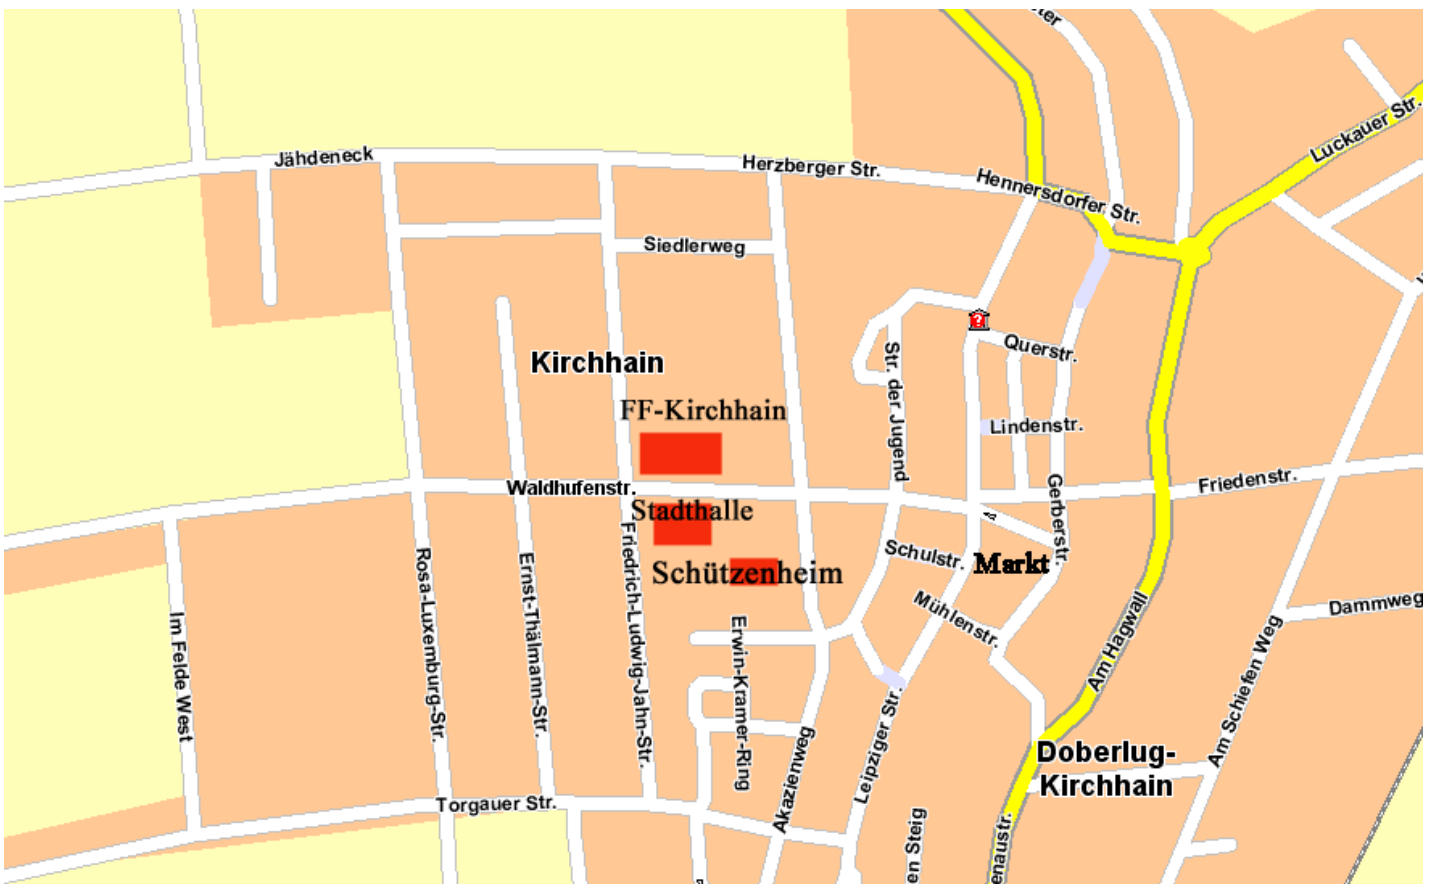 Luckauer Str.
Jähdeneck
Herzberger Str.
Hennersdorfer Str.
Siedlerweg
?
Querstr.
Kirchhain
Str. der Jugend
FF-Kirchhain
Lindenstr.
Waldhufenstr.
Friedenstr.
Gerberstr.
Stadthalle
Friedrich-Ludwig-Jahn-Str.
Schulstr.
Markt
Schützenheim
Rosa-Luxemburg-Str.
Ernst-Thälmann-Str.
Mühlenstr.
Am Hagwall
Dammweg
Im Felde West
Erwin-Kramer-Ring
Am Schiefen Weg
Leipziger Str.
Akazienweg
Doberlug-
Kirchhain
Torgauer Str.